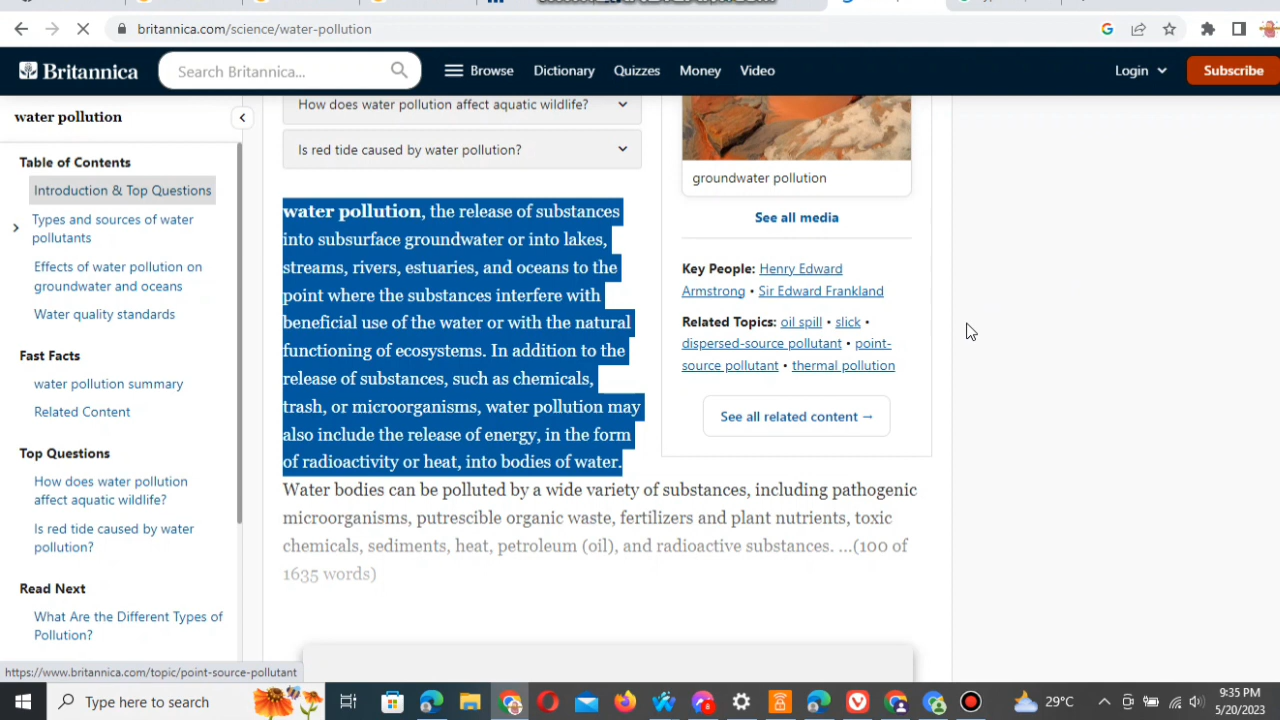 britannica.com/science/water-pollution
Britannica
Search Britannica...
Browse
Dictionary
Quizzes
Money
Video
Login
Subscribe
water pollution
Table of Contents
Introduction & Top Questions
Types and sources of water
pollutants
Effects of water pollution on
groundwater and oceans
Water quality standards
Fast Facts
water pollution summary
Related Content
Top Questions
How does water pollution
affect aquatic wildlife?
Is red tide caused by water
pollution?
Read Next
What Are the Different Types of
Pollution?
How does water pollution affect aquatic wildlife?
Is red tide caused by water pollution?
water pollution, the release of substances
into subsurface groundwater or into lakes,
streams, rivers, estuaries, and oceans to the
point where the substances interfere with
beneficial use of the water or with the natural
functioning of ecosystems. In addition to the
release of substances, such as chemicals,
trash, or microorganisms, water pollution may
also include the release of energy, in the form
of radioactivity or heat, into bodies of water.
Water bodies can be polluted by a wide variety of substances, including pathogenic
microorganisms, putrescible organic waste, fertilizers and plant nutrients, toxic
chemicals, sediments, heat, petroleum (oil), and radioactive substances. ...(100 of
1635 words)
groundwater pollution
See all media
Key People: Henry Edward
Armstrong • Sir Edward Frankland
Related Topics: oil spill • slick •
dispersed-source pollutant • point-
source pollutant • thermal pollution
See all related content →
https://www.britannica.com/topic/point-source-pollutant
Type here to search
29°C
9:35 PM
5/20/2023